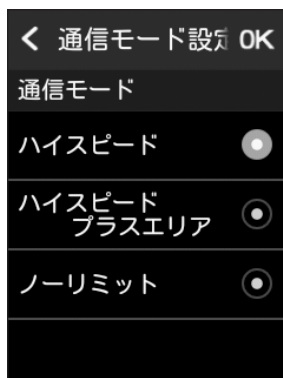 通信モード設定 OK
通信モード
ハイスピード
ハイスピード
プラスエリア
ノーリミット